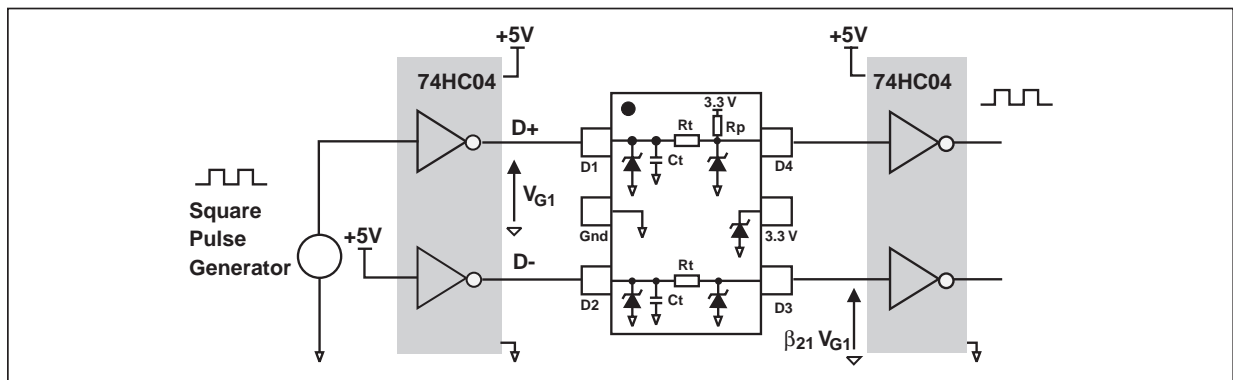 +5V
+5V
74HC04
74HC04
3.3 V
D+
Rt
Rp
D1
Ct
D4
VG1
Square
Pulse
Generator
+5V
Gnd
3.3 V
D-
Rt
D2
Ct
D3
β21 VG1